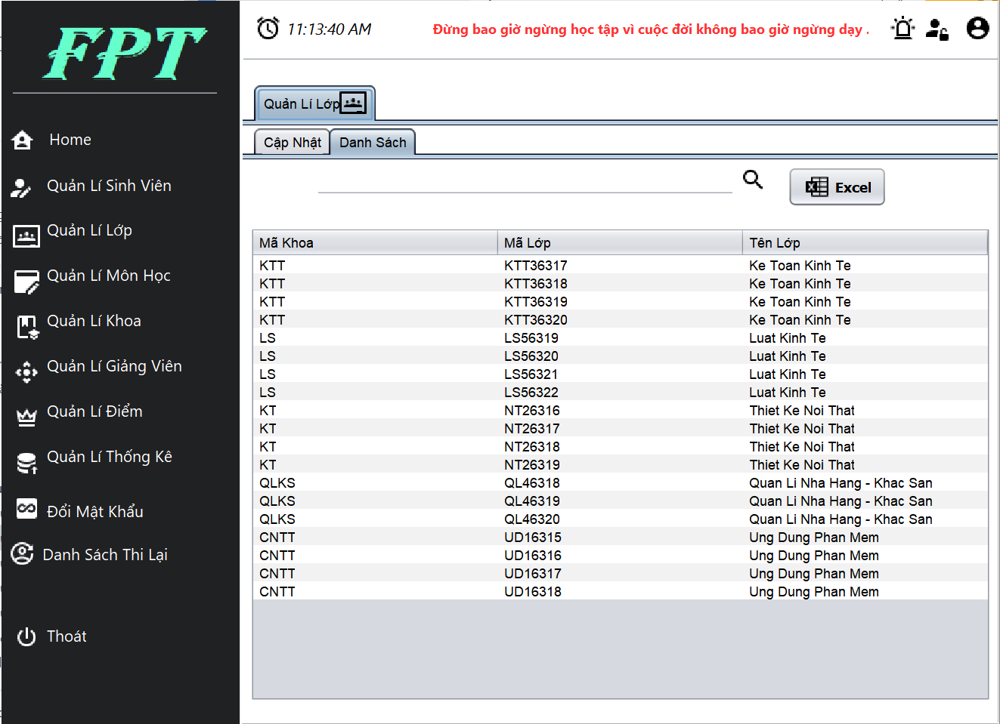 FPT
11:13:40 AM
Đừng bao giờ ngừng học tập vì cuộc đời không bao giờ ngừng dạy .
Home
Quản Lí Sinh Viên
Quản Lí Lớp
Quản Lí Môn Học
Quản Lí Khoa
Quản Lí Giảng Viên
Quản Lí Điểm
Quản Lí Thống Kê
Đổi Mật Khẩu
Danh Sách Thi Lại
Thoát
Quản Lí Lớp
Cập Nhật Danh Sách
Excel
Mã Khoa Mã Lớp Tên Lớp
KTT KTT36317 Ke Toan Kinh Te
KTT KTT36318 Ke Toan Kinh Te
KTT KTT36319 Ke Toan Kinh Te
KTT KTT36320 Ke Toan Kinh Te
LS LS56319 Luat Kinh Te
LS LS56320 Luat Kinh Te
LS LS56321 Luat Kinh Te
LS LS56322 Luat Kinh Te
KT NT26316 Thiet Ke Noi That
KT NT26317 Thiet Ke Noi That
KT NT26318 Thiet Ke Noi That
KT NT26319 Thiet Ke Noi That
QLKS QL46318 Quan Li Nha Hang - Khac San
QLKS QL46319 Quan Li Nha Hang - Khac San
QLKS QL46320 Quan Li Nha Hang - Khac San
CNTT UD16315 Ung Dung Phan Mem
CNTT UD16316 Ung Dung Phan Mem
CNTT UD16317 Ung Dung Phan Mem
CNTT UD16318 Ung Dung Phan Mem